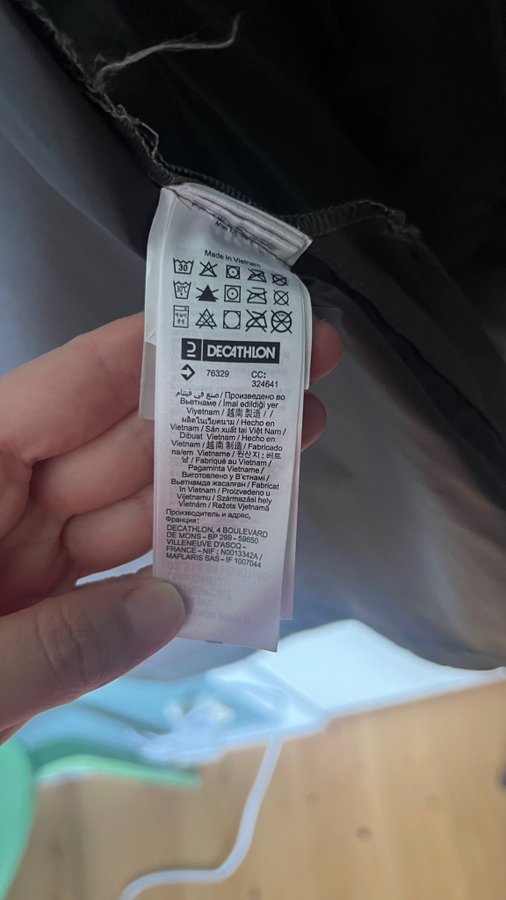 Made in Vietnam
30
30°C
DECATHLON
76329 CC:
324641
صنع في فيتنام / Произведено во
Вьетнаме / Imal edildiği yer
Viyetnam / 越南 製造 / /
ผลิตในเวียดนาม / Hecho en
Vietnam / Sản xuất tại Việt Nam /
Dibuat Vietnam / Hecho en
Vietnam / 越南 制造 / Fabricado
na/em Vietname / 원산지 : 베트
남 / Fabriqué au Vietnam /
Pagaminta Vietname /
Виготовлено у В'єтнамі /
Вьетнамда жасалған / Fabricat
în Vietnam / Proizvedeno u
Vijetnamu / Származási hely
Vietnám / Ražots Vjetnamā
Vietnam
Производитель и адрес,
Франция:
DECATHLON, 4 BOULEVARD
DE MONS - BP 299 - 59650
VILLENEUVE D'ASCQ -
FRANCE - NIF : N0013342A /
MAPLARIS SAS - IF 1007044